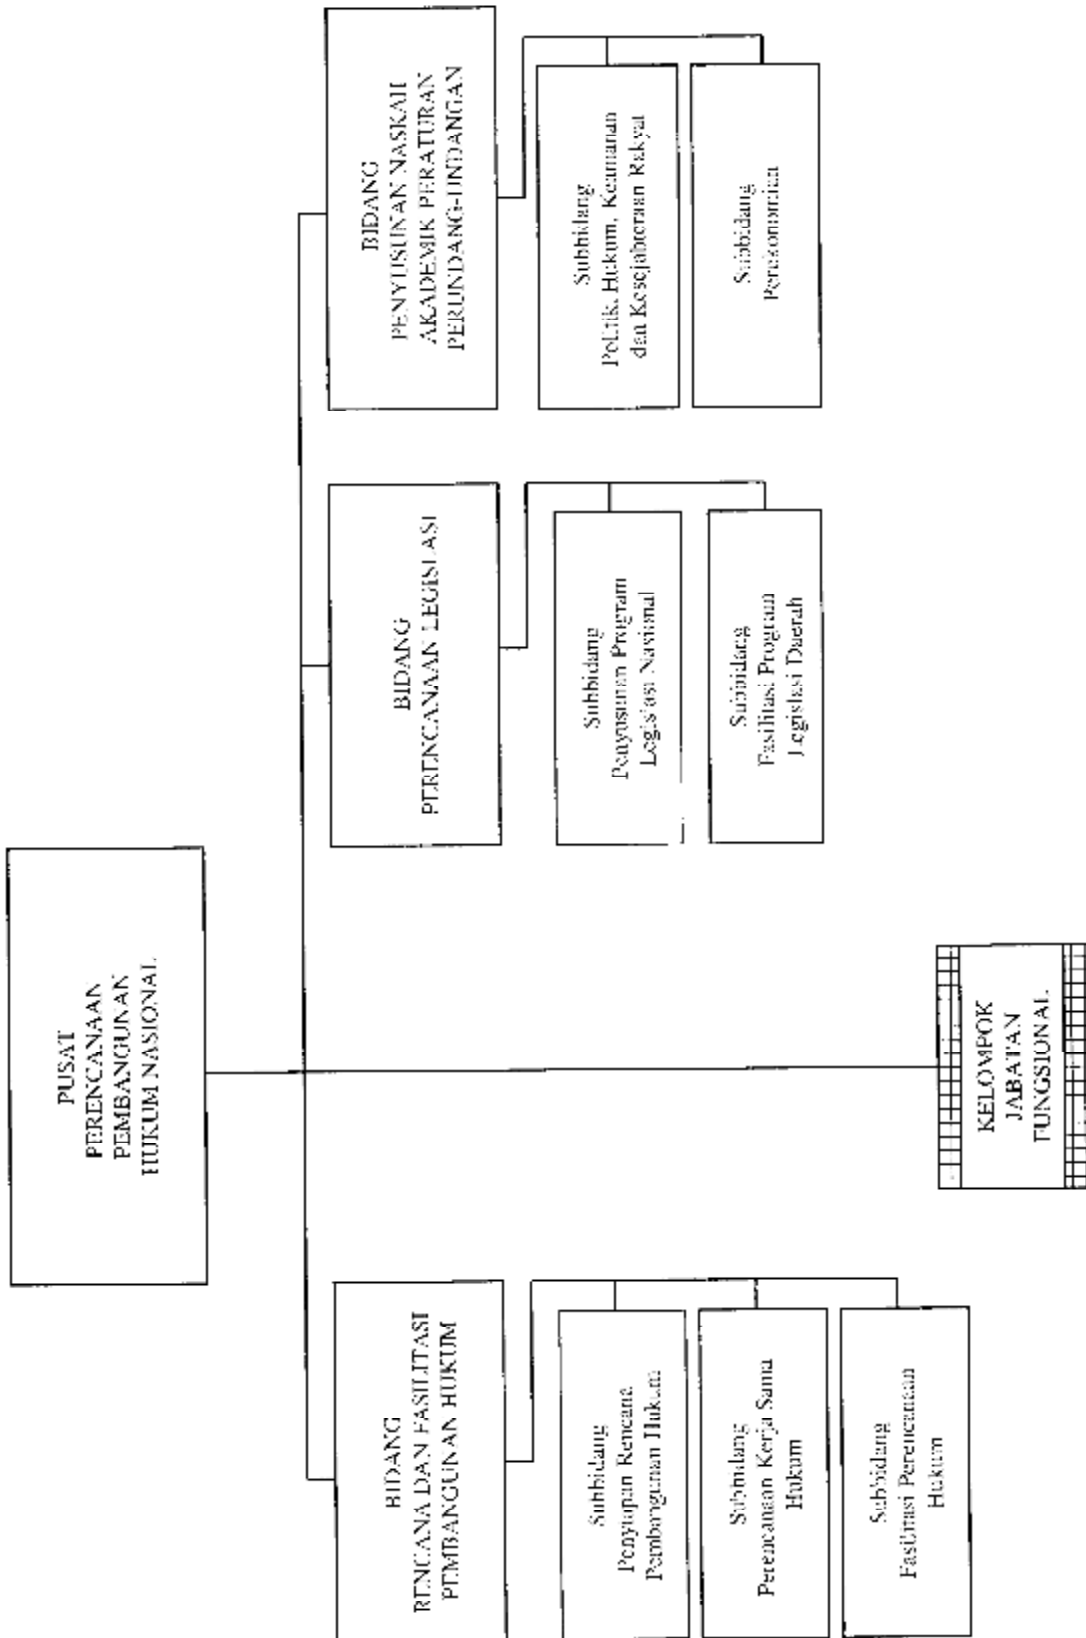 PUSAT
PERENCANAAN
PEMBANGUNAN
HUKUM NASIONAL
BIDANG
RENCANA DAN FASILITASI
PEMBANGUNAN HUKUM
Subbidang
Penyiapan Rencana
Pembangunan Hukum
Subbidang
Perencanaan Kerja Sama
Hukum
Subbidang
Fasilitasi Perencanaan
Hukum
BIDANG
PERENCANAAN LEGISLASI
Subbidang
Penyusunan Program
Legislasi Nasional
Subbidang
Fasilitasi Program
Legislasi Daerah
BIDANG
PENYUSUNAN NASKAH
AKADEMIK PERATURAN
PERUNDANG-UNDANGAN
Subbidang
Politik, Hukum, Keamanan
dan Kesejahteraan Rakyat
Subbidang
Perekonomian
KELOMPOK
JABATAN
FUNGSIONAL